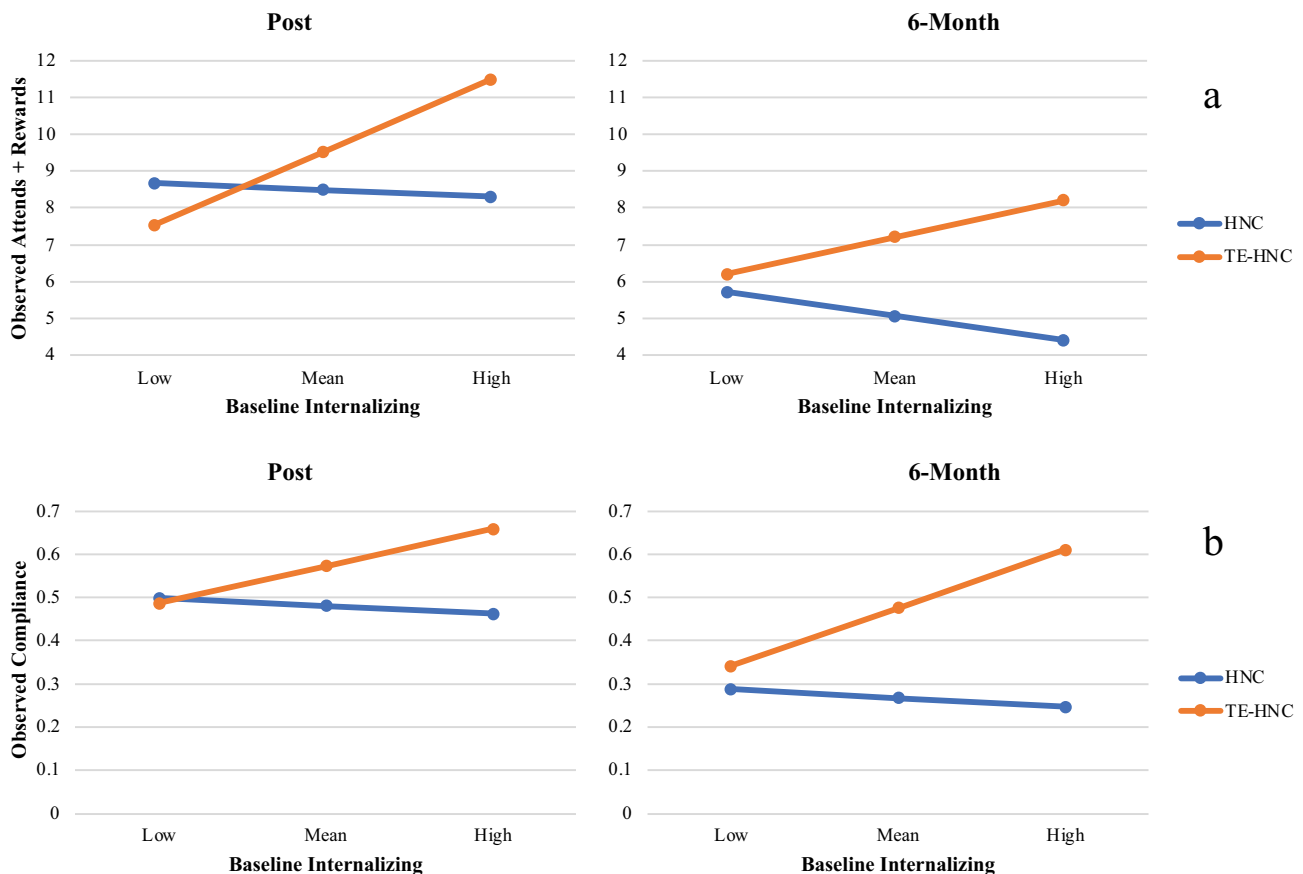 Post
6-Month
a
Observed Attends + Rewards
12
11
10
9
8
7
6
5
4
Low Mean High
Baseline Internalizing
12
11
10
9
8
7
6
5
4
Low Mean High
Baseline Internalizing
HNC
TE-HNC
Post
6-Month
b
Observed Compliance
0.7
0.6
0.5
0.4
0.3
0.2
0.1
0
Low Mean High
Baseline Internalizing
0.7
0.6
0.5
0.4
0.3
0.2
0.1
0
Low Mean High
Baseline Internalizing
HNC
TE-HNC